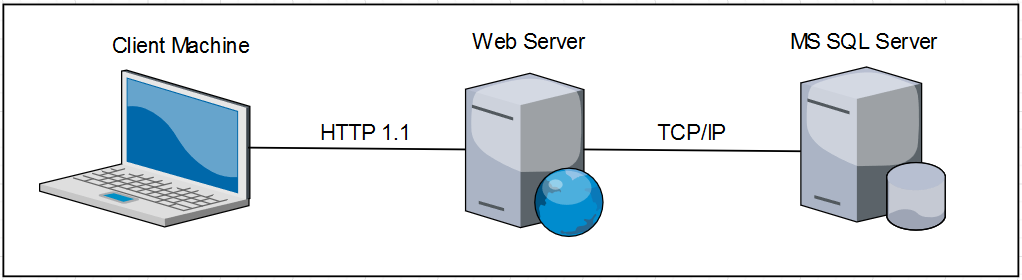 Client Machine
Web Server
MS SQL Server
HTTP 1.1
TCP/IP